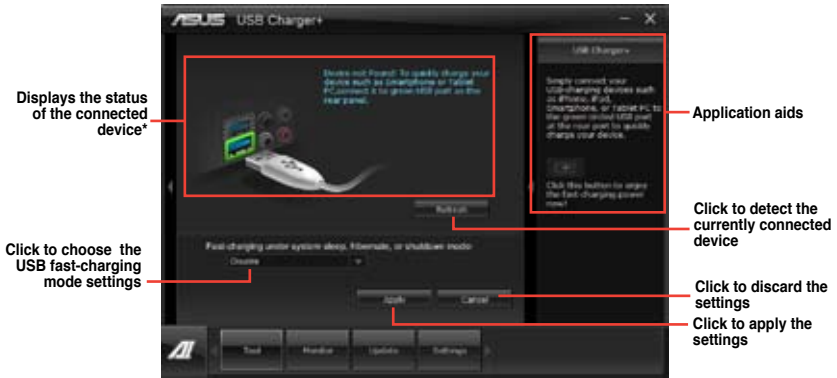 ASUS USB Charger+
Device not Found! To quickly charge your
device such as Smartphone or Tablet
PC,connect it to green USB port as the
rear panel.
Refresh
Fast-charging under system sleep, hibernate, or shutdown mode:
Disable
Apply
Cancel
Tool
Monitor
Update
Settings
USB Charger+
Simply connect your
USB-charging devices such
as iPhone, iPad,
Smartphone, or Tablet PC to
the green circled USB port
at the rear port to quickly
charge your device.
Click this button to enjoy
the fast-charging power
now!
Displays the status
of the connected
device*
Click to choose the
USB fast-charging
mode settings
Application aids
Click to detect the
currently connected
device
Click to discard the
settings
Click to apply the
settings